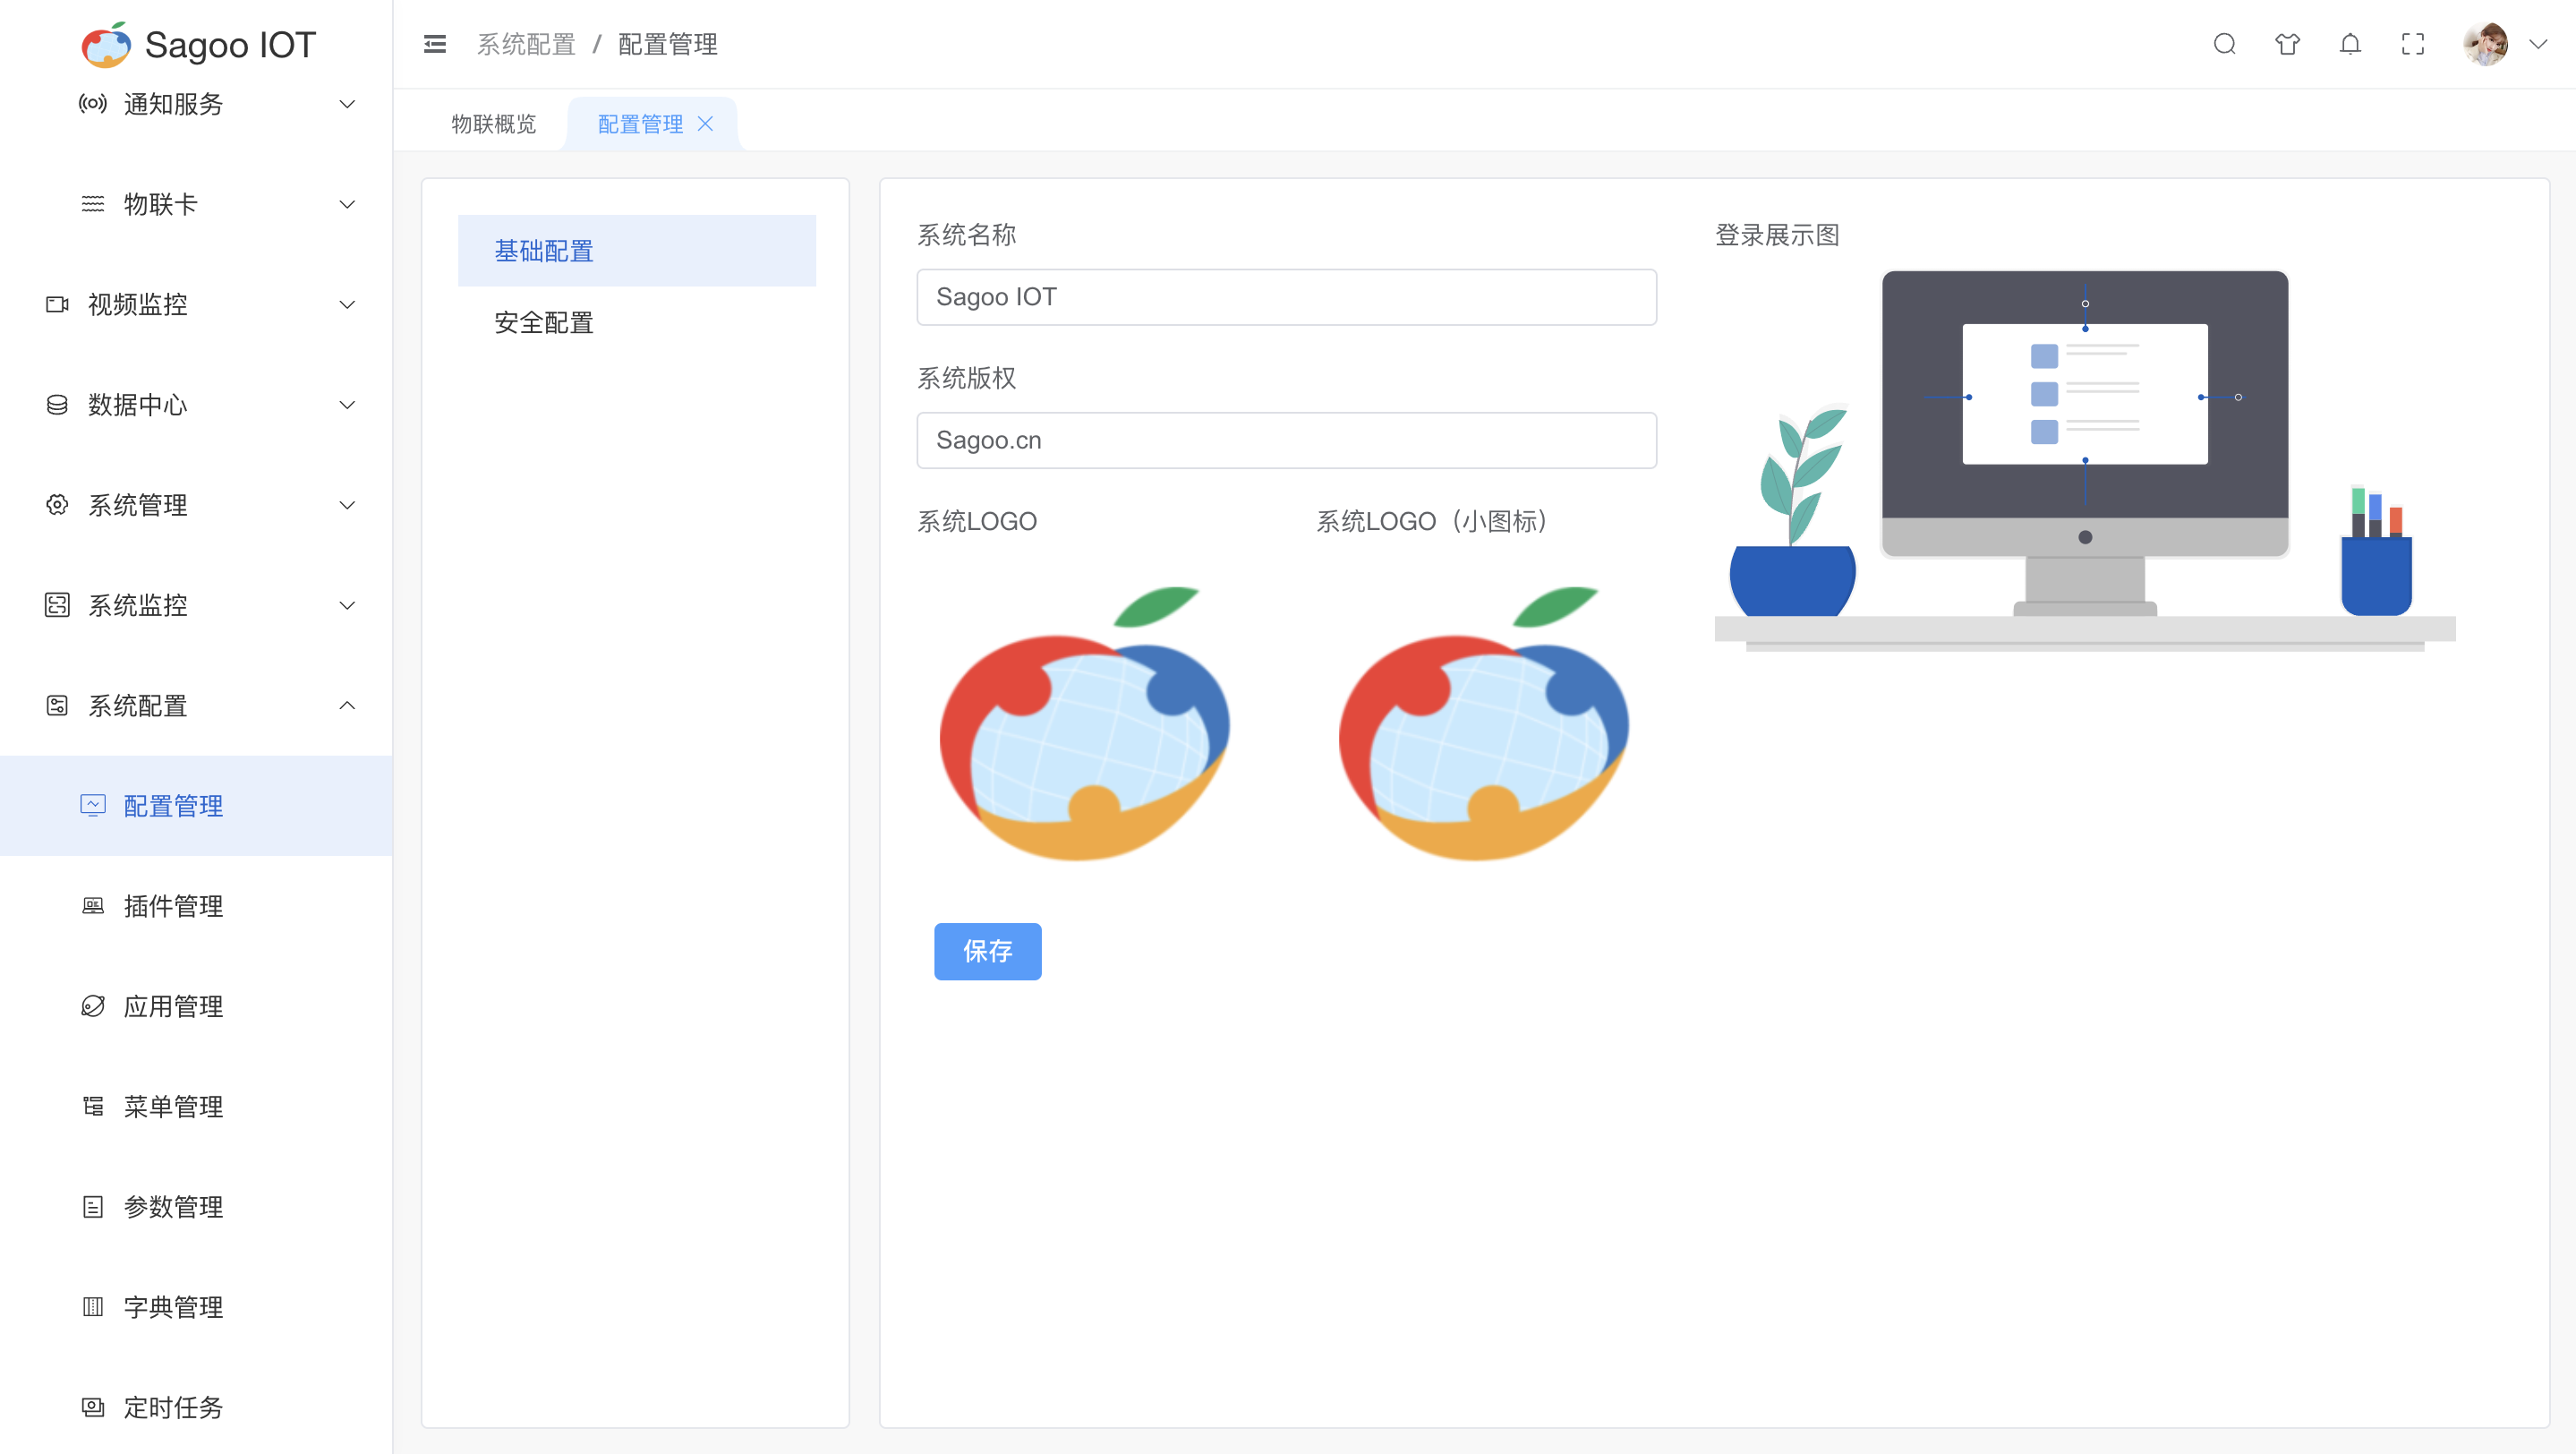 Sagoo IOT
通知服务
物联卡
视频监控
数据中心
系统管理
系统监控
系统配置
配置管理
插件管理
应用管理
菜单管理
参数管理
字典管理
定时任务
系统配置 / 配置管理
物联概览
配置管理
基础配置
安全配置
系统名称
Sagoo IOT
系统版权
Sagoo.cn
系统LOGO
系统LOGO（小图标）
保存
登录展示图